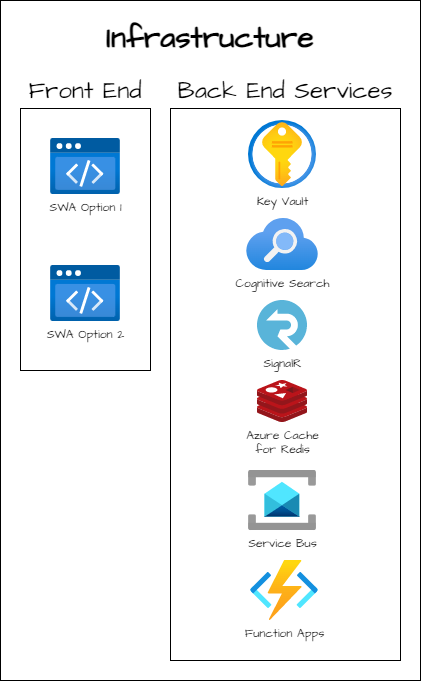 Infrastructure
Front End
Back End Services
SWA Option 1
SWA Option 2
Key Vault
Cognitive Search
SignalR
Azure Cache
for Redis
Service Bus
Function Apps